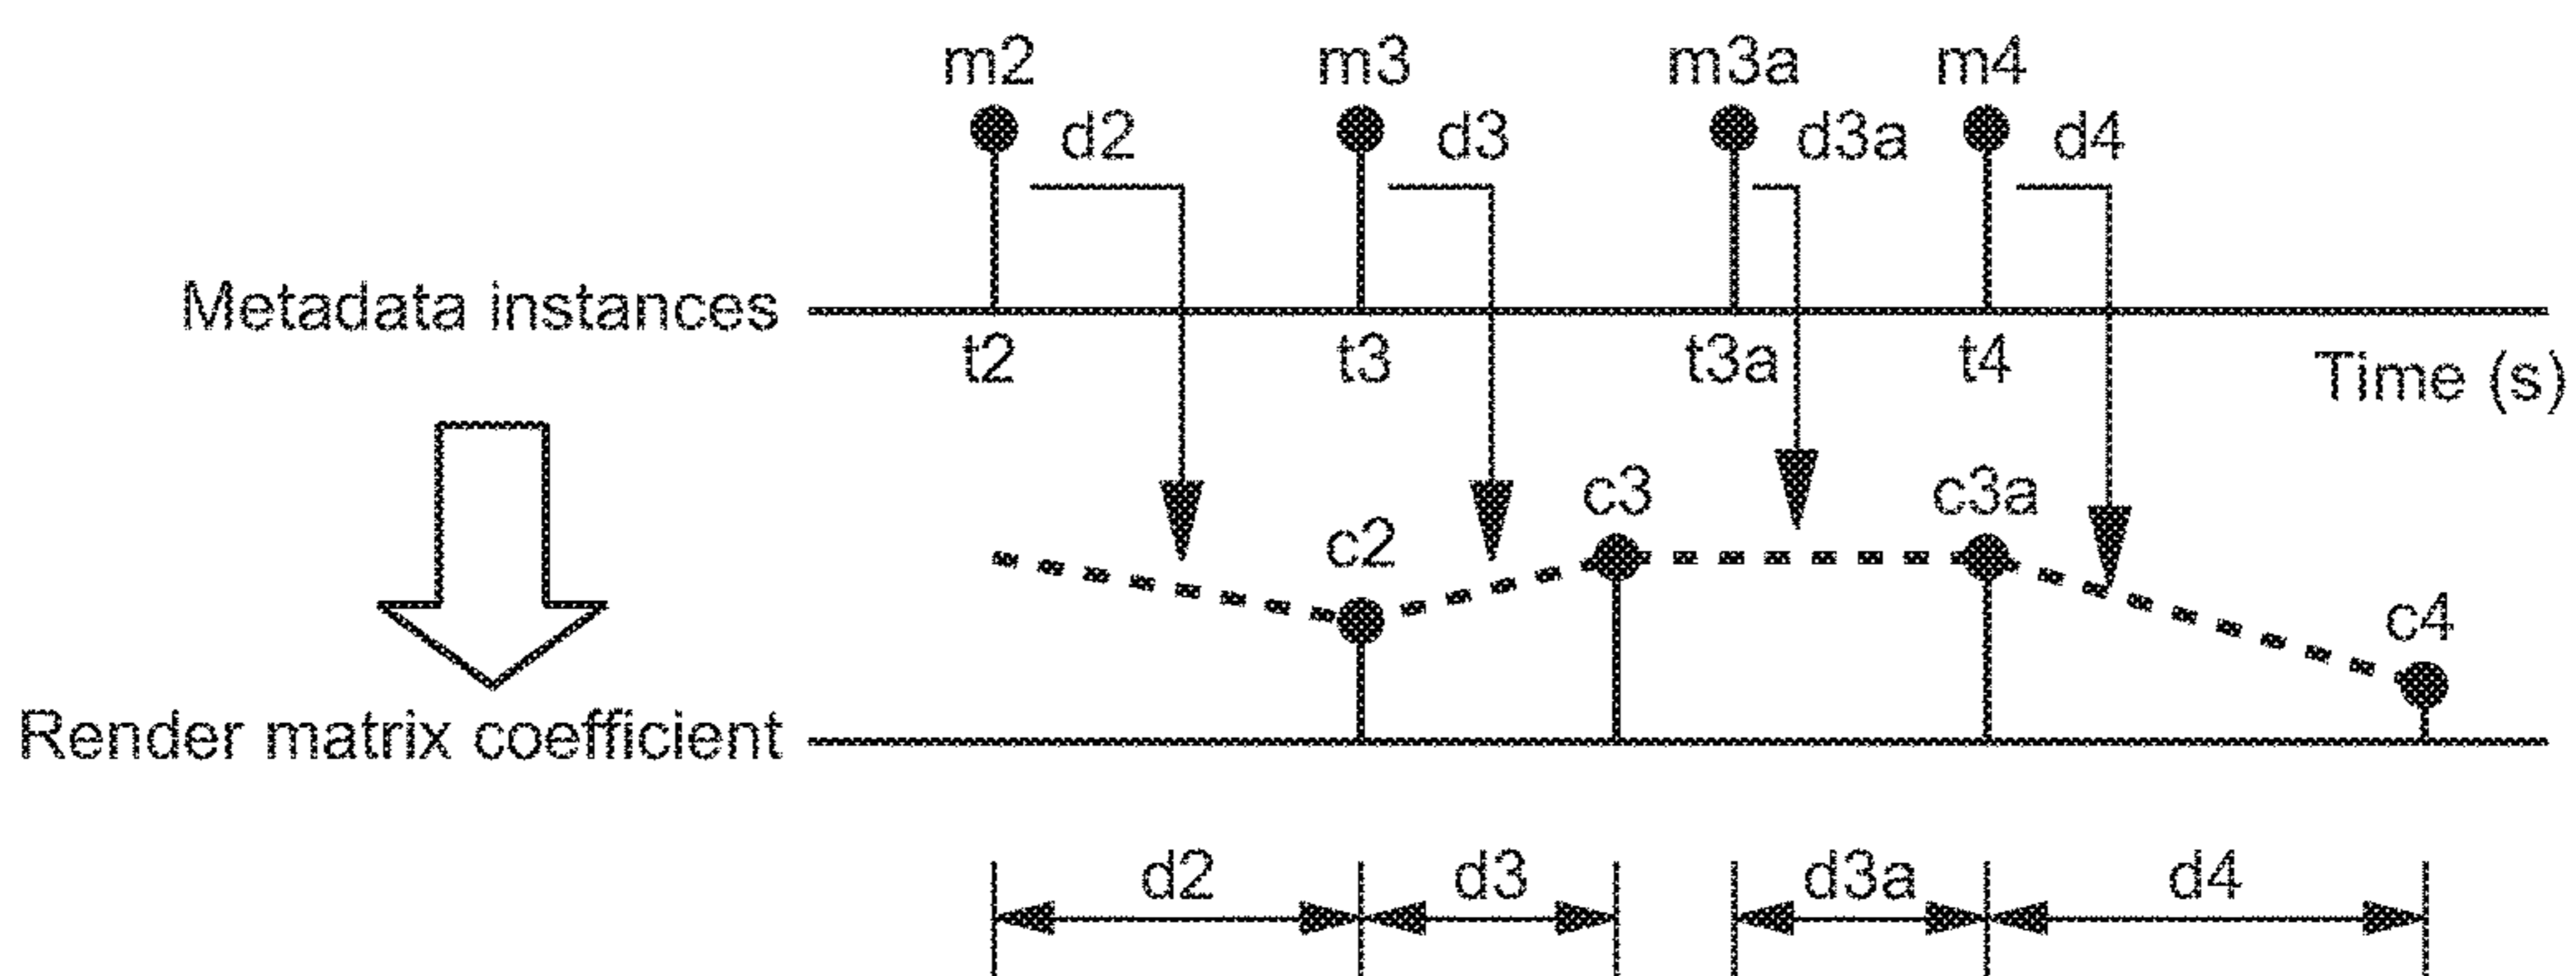 m2 m3 m3a m4
d2 d3 d3a d4
Metadata instances
t2 t3 t3a t4 Time (s)
c2 c3 c3a c4
Render matrix coefficient
d2 d3 d3a d4